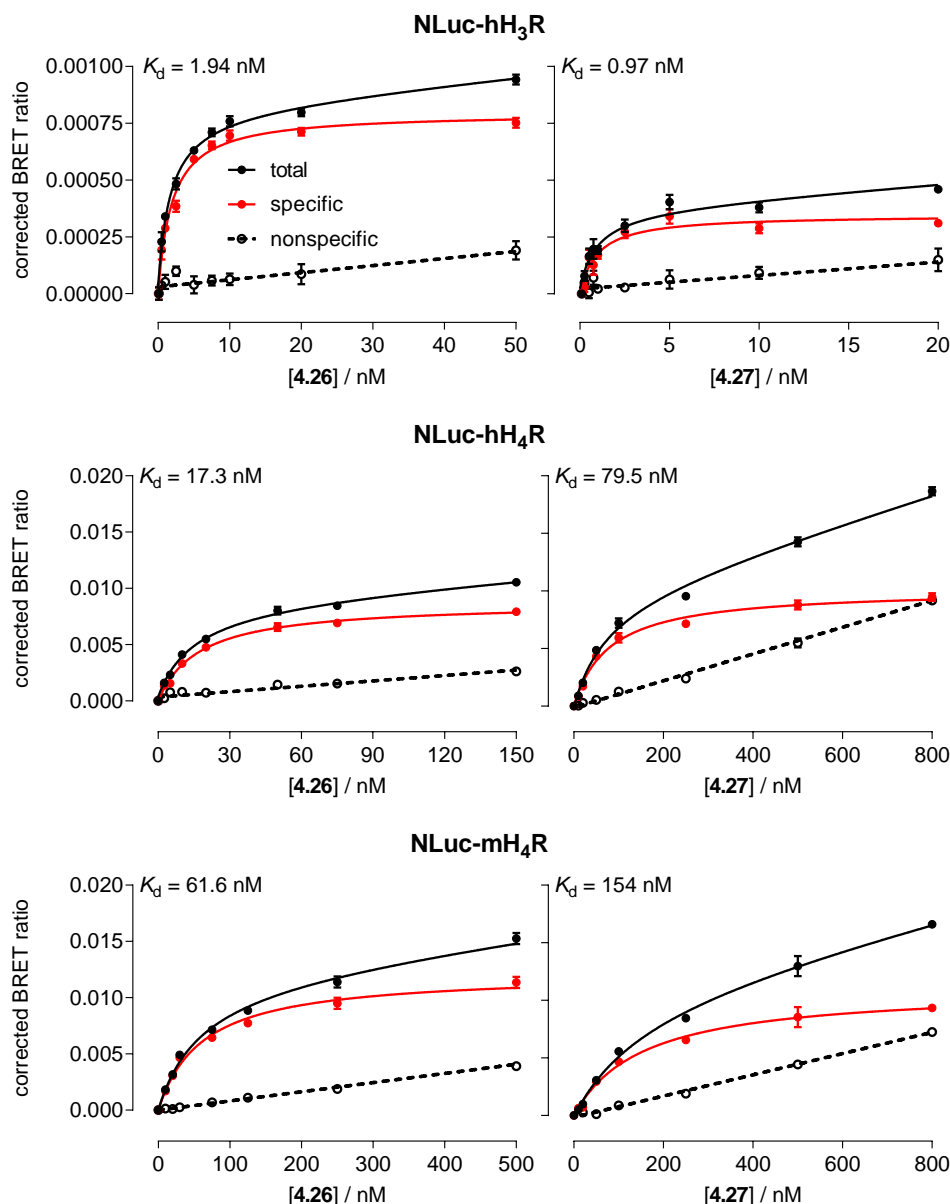 NLuc-hH₃R
corrected BRET ratio
0.00100
0.00075
0.00050
0.00025
0.00000
K_d = 1.94 nM
total
specific
nonspecific
0 10 20 30 40 50
[4.26] / nM
K_d = 0.97 nM
0 5 10 15 20
[4.27] / nM
NLuc-hH₄R
corrected BRET ratio
0.020
0.015
0.010
0.005
0.000
K_d = 17.3 nM
0 30 60 90 120 150
[4.26] / nM
K_d = 79.5 nM
0 200 400 600 800
[4.27] / nM
NLuc-mH₄R
corrected BRET ratio
0.020
0.015
0.010
0.005
0.000
K_d = 61.6 nM
0 100 200 300 400 500
[4.26] / nM
K_d = 154 nM
0 200 400 600 800
[4.27] / nM